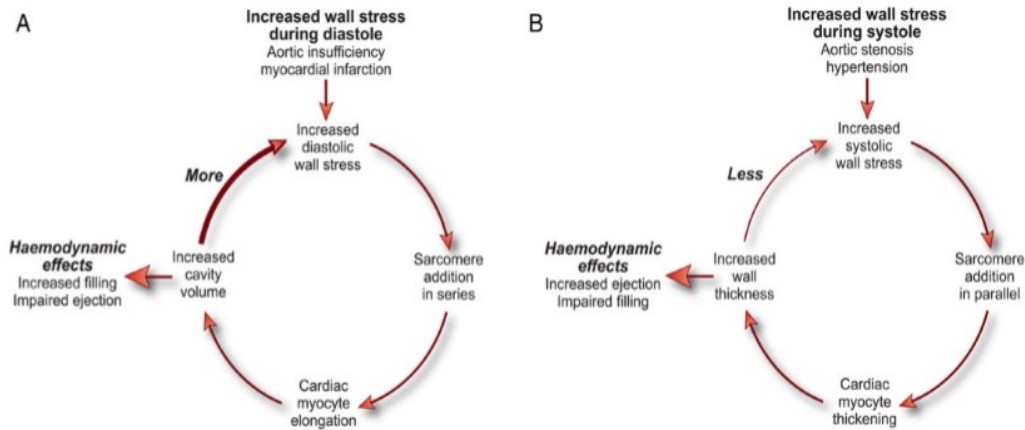 A
Increased wall stress
during diastole
Aortic insufficiency
myocardial infarction
Increased
diastolic
wall stress
More
Haemodynamic
effects
Increased filling
Impaired ejection
Increased
cavity
volume
Sarcomere
addition
in series
Cardiac
myocyte
elongation
B
Increased wall stress
during systole
Aortic stenosis
hypertension
Increased
systolic
wall stress
Less
Haemodynamic
effects
Increased ejection
Impaired filling
Increased
wall
thickness
Sarcomere
addition
in parallel
Cardiac
myocyte
thickening